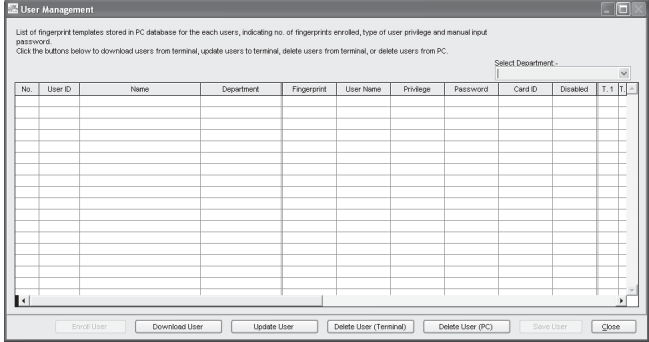 User Management
List of fingerprint templates stored in PC database for the each users, indicating no. of fingerprints enrolled, type of user privilege and manual input
password.
Click the buttons below to download users from terminal, update users to terminal, delete users from terminal, or delete users from PC.
Select Department:-
No. User ID Name Department Fingerprint User Name Privilege Password Card ID Disabled T. 1 T.
Enroll User Download User Update User Delete User (Terminal) Delete User (PC) Save User Close